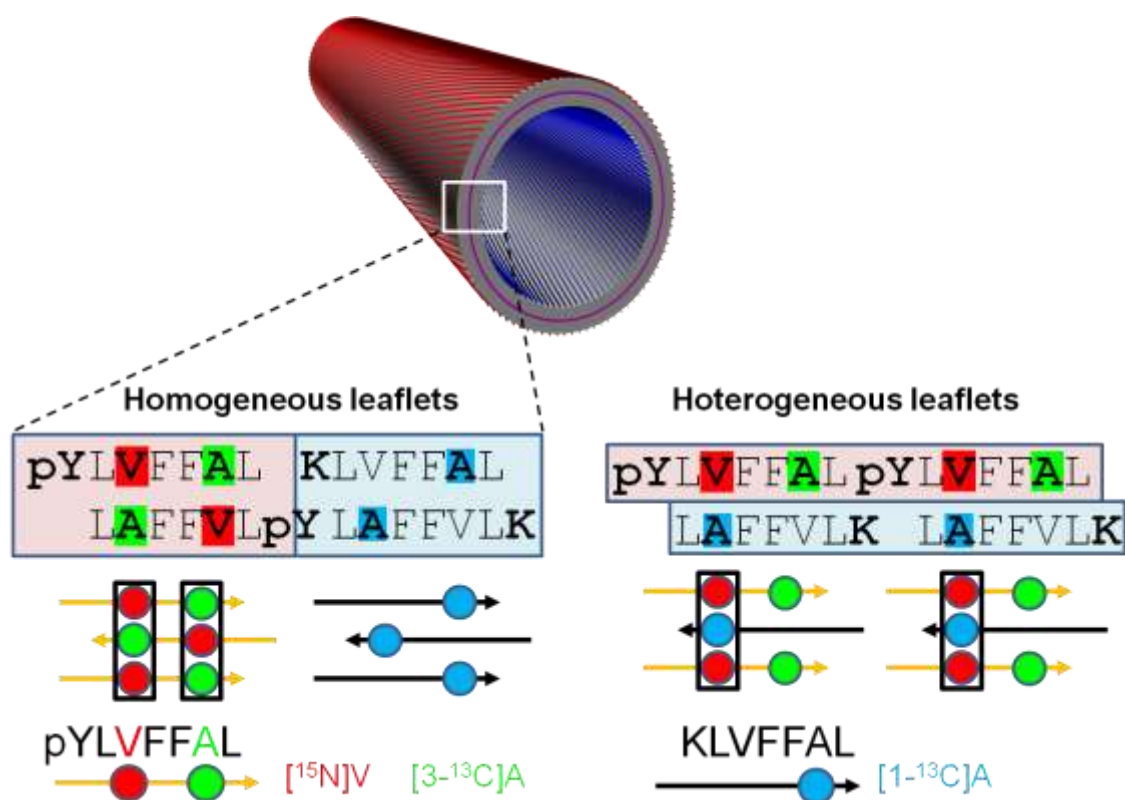 Homogeneous leaflets
Hoterogeneous leaflets
pYLVFFAL KLVFFAL
LAFFVLpY LAFFVLK
pYLVFFAL pYLVFFAL
LAFFVLK LAFFVLK
pYLVFFAL
[15N]V [3-13C]A
KLVFFAL
[1-13C]A